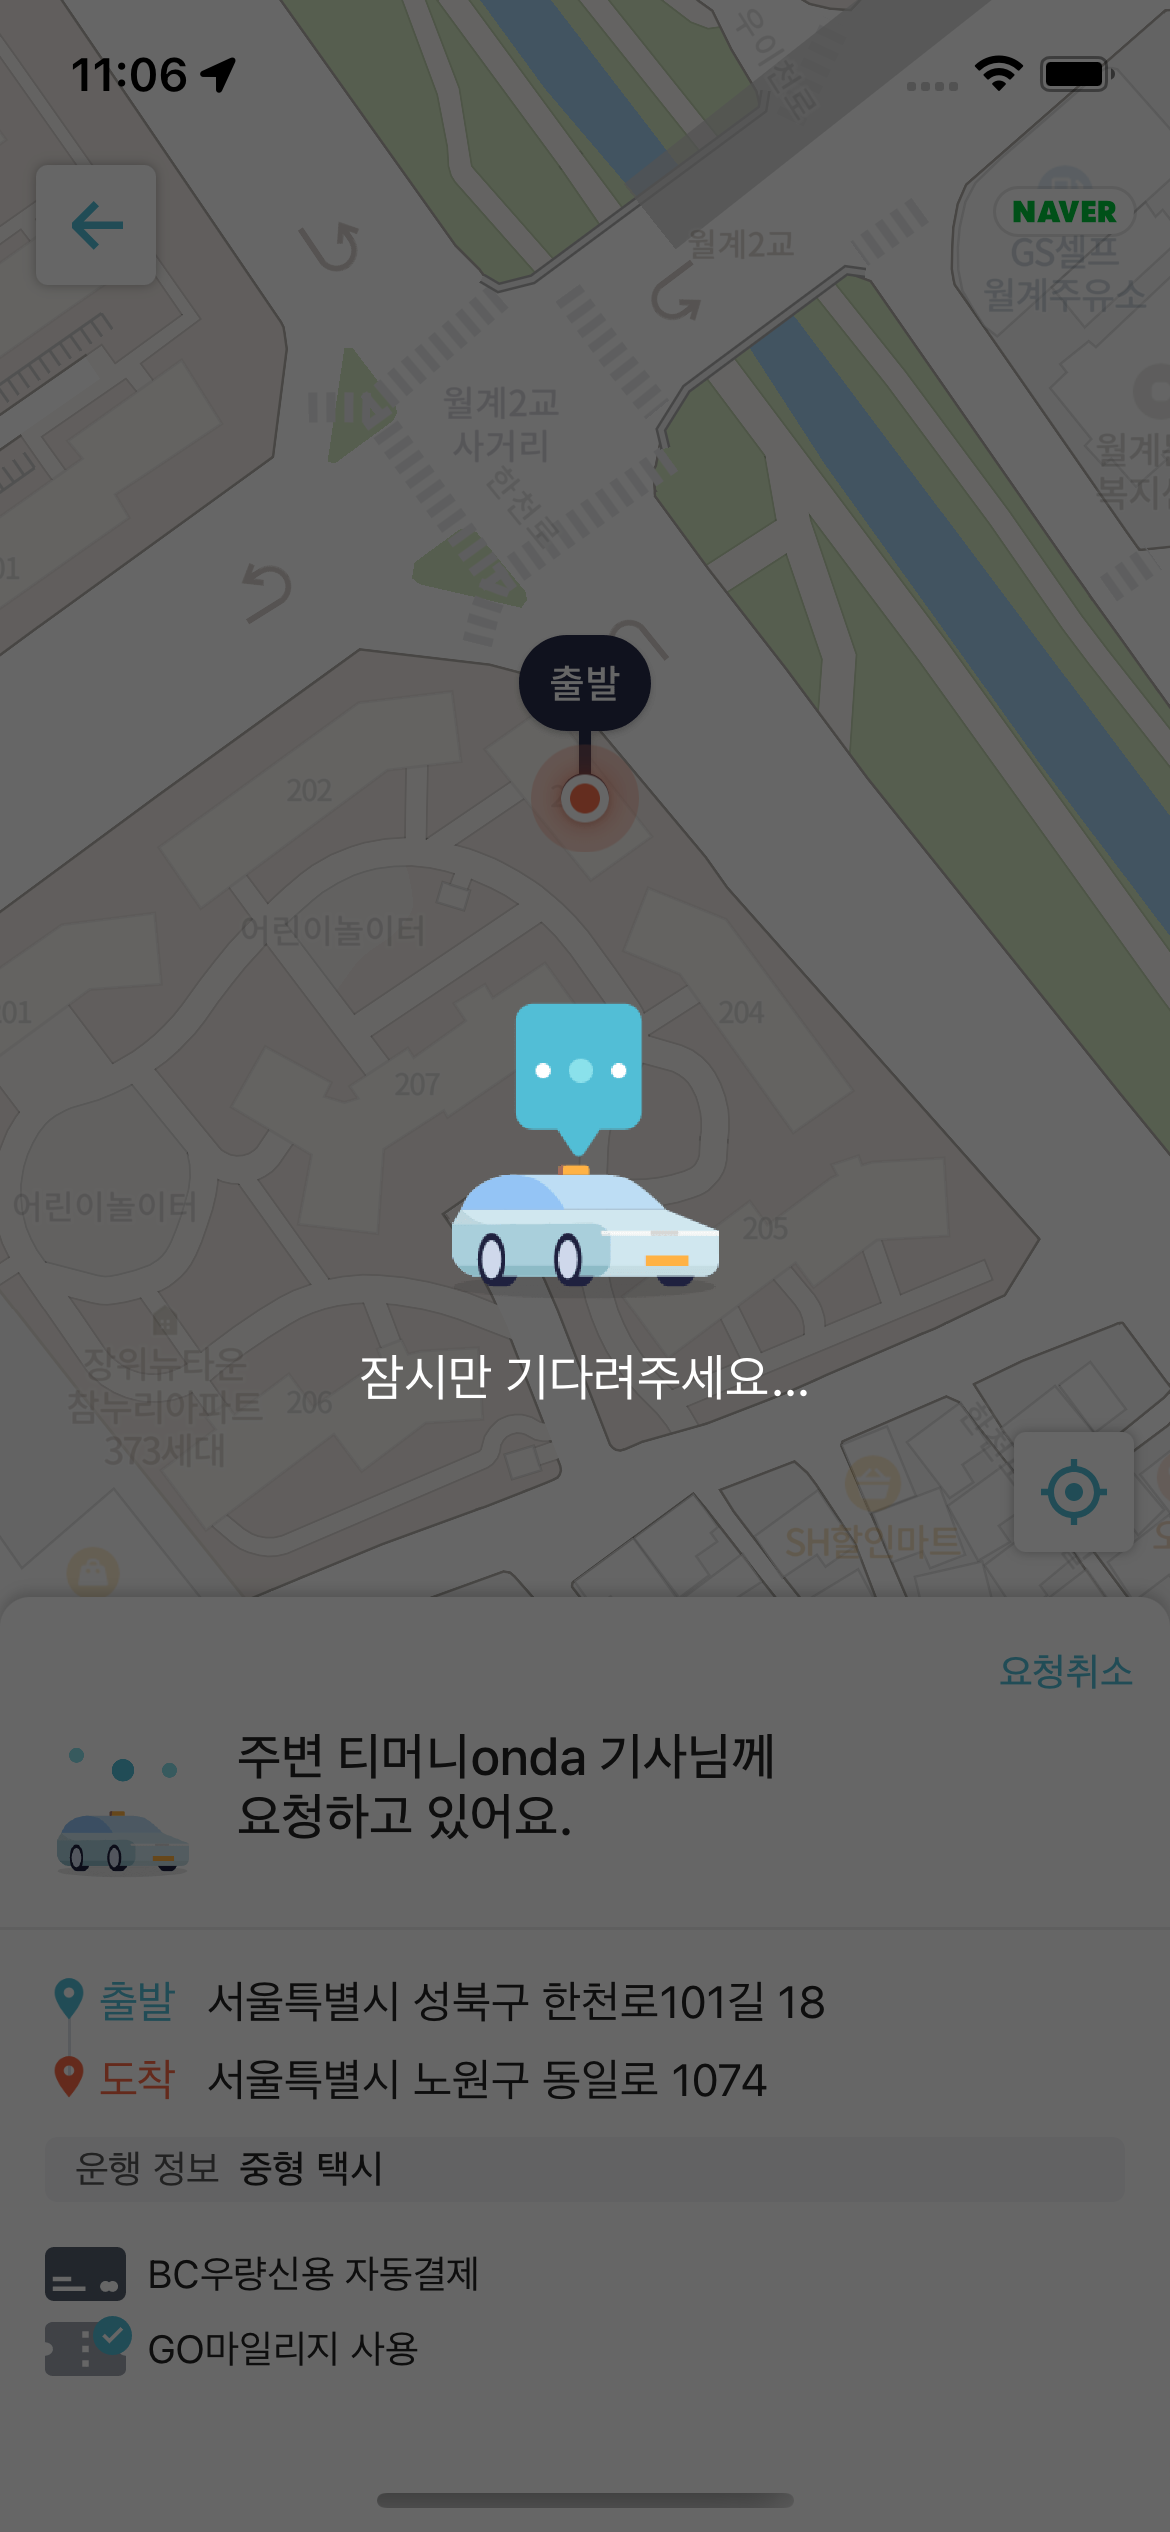 11:06
우이천로
NAVER
월계2교
GS셀프
월계주유소
월계2교
사거리
한천로
출발
202
어린이놀이터
204
207
어린이놀이터
205
장위뉴타운
참누리아파트
373세대
206
잠시만 기다려주세요...
SH할인마트
요청취소
주변 티머니onda 기사님께
요청하고 있어요.
출발 서울특별시 성북구 한천로101길 18
도착 서울특별시 노원구 동일로 1074
운행 정보 중형 택시
BC우량신용 자동결제
GO마일리지 사용